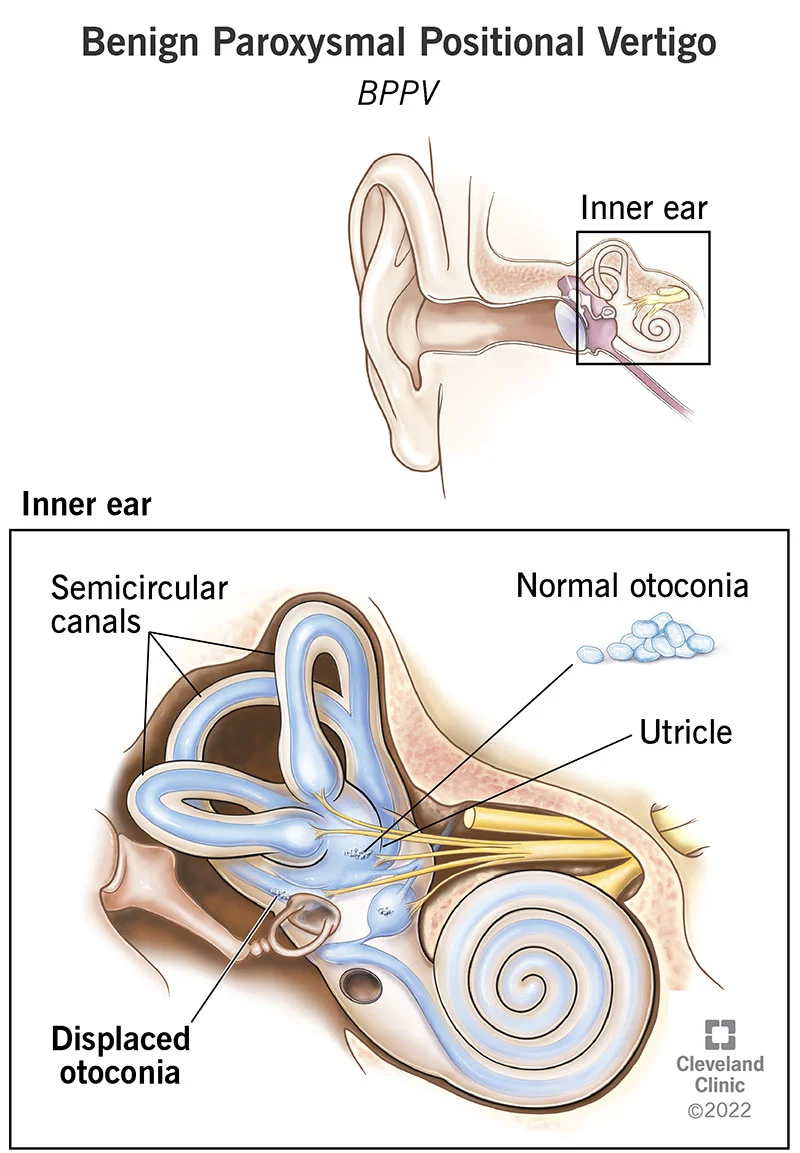 Benign Paroxysmal Positional Vertigo
BPPV
Inner ear
Inner ear
Semicircular
canals
Normal otoconia
Utricle
Displaced
otoconia
Cleveland
Clinic
©2022